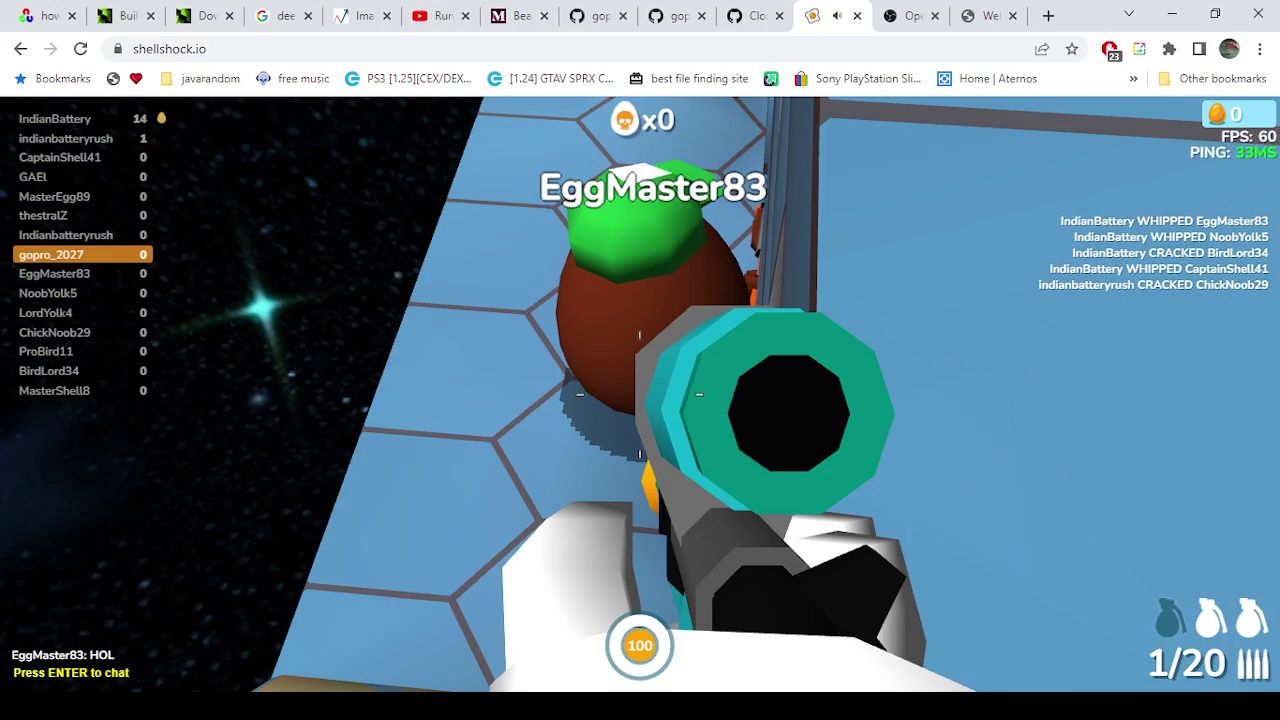 how
Buil
Dov
dee
Ima
Run
Bea
gop
gop
Clo
Ope
Wel
shellshock.io
23
Bookmarks
javarandom
free music
PS3 [1.25][CEX/DEX...
[1.24] GTAV SPRX C...
best file finding site
Sony PlayStation Sli...
Home | Aternos
»
Other bookmarks
IndianBattery 14
indianbatteryrush 1
CaptainShell41 0
GAEl 0
MasterEgg89 0
thestralZ 0
Indianbatteryrush 0
gopro_2027 0
EggMaster83 0
NoobYolk5 0
LordYolk4 0
ChickNoob29 0
ProBird11 0
BirdLord34 0
MasterShell8 0
x0
EggMaster83
0
FPS: 60
PING: 33MS
IndianBattery WHIPPED EggMaster83
IndianBattery WHIPPED NoobYolk5
IndianBattery CRACKED BirdLord34
IndianBattery WHIPPED CaptainShell41
indianbatteryrush CRACKED ChickNoob29
EggMaster83: HOL
Press ENTER to chat
100
1/20